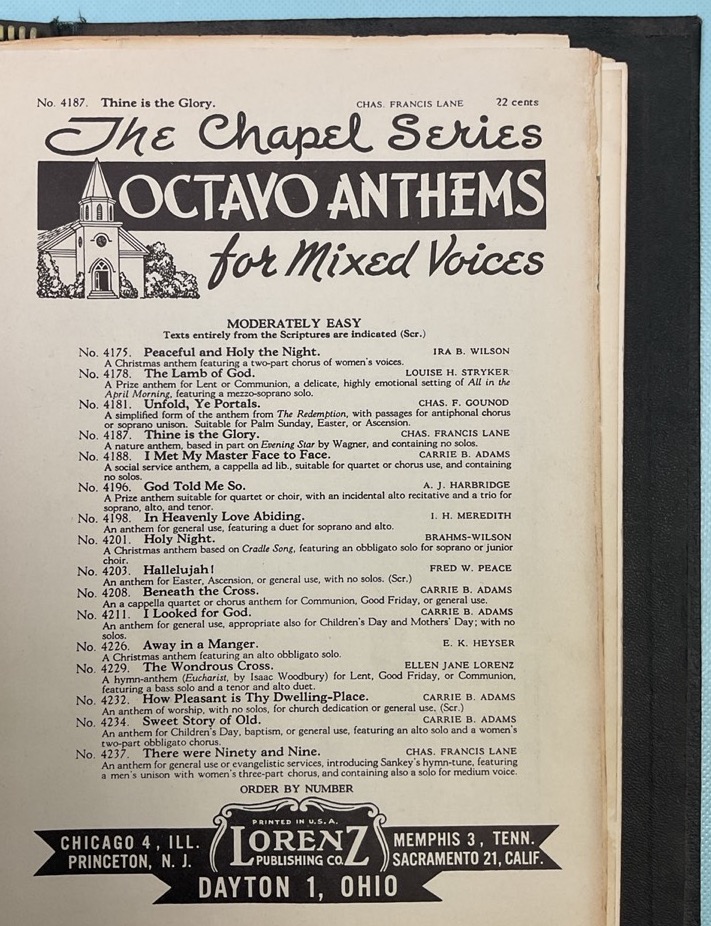 No. 4187. Thine is the Glory. CHAS. FRANCIS LANE 22 cents
The Chapel Series
OCTAVO ANTHEMS
for Mixed Voices
MODERATELY EASY
Texts entirely from the Scriptures are indicated (Scr.)
No. 4175. Peaceful and Holy the Night. IRA B. WILSON
A Christmas anthem featuring a two-part chorus of women's voices.
No. 4178. The Lamb of God. LOUISE H. STRYKER
A Prize anthem for Lent or Communion, a delicate, highly emotional setting of All in the
April Morning, featuring a mezzo-soprano solo.
No. 4181. Unfold, Ye Portals. CHAS. F. GOUNOD
A simplified form of the anthem from The Redemption, with passages for antiphonal chorus
or soprano unison. Suitable for Palm Sunday, Easter, or Ascension.
No. 4187. Thine is the Glory. CHAS. FRANCIS LANE
A nature anthem, based in part on Evening Star by Wagner, and containing no solos.
No. 4188. I Met My Master Face to Face. CARRIE B. ADAMS
A social service anthem, a cappella ad lib., suitable for quartet or chorus use, and containing
no solos.
No. 4196. God Told Me So. A. J. HARBRIDGE
A Prize anthem suitable for quartet or choir, with an incidental alto recitative and a trio for
soprano, alto, and tenor.
No. 4198. In Heavenly Love Abiding. I. H. MEREDITH
An anthem for general use, featuring a duet for soprano and alto.
No. 4201. Holy Night. BRAHMS-WILSON
A Christmas anthem based on Cradle Song, featuring an obbligato solo for soprano or junior
choir.
No. 4203. Hallelujah! FRED W. PEACE
An anthem for Easter, Ascension, or general use, with no solos. (Scr.)
No. 4208. Beneath the Cross. CARRIE B. ADAMS
An a cappella quartet or chorus anthem for Communion, Good Friday, or general use.
No. 4211. I Looked for God. CARRIE B. ADAMS
An anthem for general use, appropriate also for Children's Day and Mothers' Day; with no
solos.
No. 4226. Away in a Manger. E. K. HEYSER
A Christmas anthem featuring an alto obbligato solo.
No. 4229. The Wondrous Cross. ELLEN JANE LORENZ
A hymn-anthem (Eucharist, by Isaac Woodbury) for Lent, Good Friday, or Communion,
featuring a bass solo and a tenor and alto duet.
No. 4232. How Pleasant is Thy Dwelling-Place. CARRIE B. ADAMS
An anthem of worship, with no solos, for church dedication or general use. (Scr.)
No. 4234. Sweet Story of Old. CARRIE B. ADAMS
An anthem for Children's Day, baptism, or general use, featuring an alto solo and a women's
two-part obbligato chorus.
No. 4237. There were Ninety and Nine. CHAS. FRANCIS LANE
An anthem for general use or evangelistic services, introducing Sankey's hymn-tune, featuring
a men's unison with women's three-part chorus, and containing also a solo for medium voice.
ORDER BY NUMBER
PRINTED IN U.S.A.
CHICAGO 4, ILL. LORENZ MEMPHIS 3, TENN.
PRINCETON, N. J. PUBLISHING CO. SACRAMENTO 21, CALIF.
DAYTON 1, OHIO